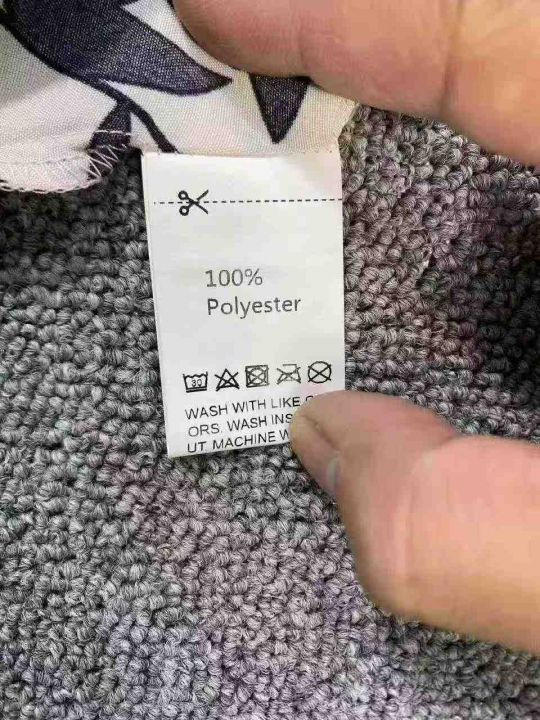 100%
Polyester
30
WASH WITH LIKE
ORS. WASH INS
UT. MACHINE W